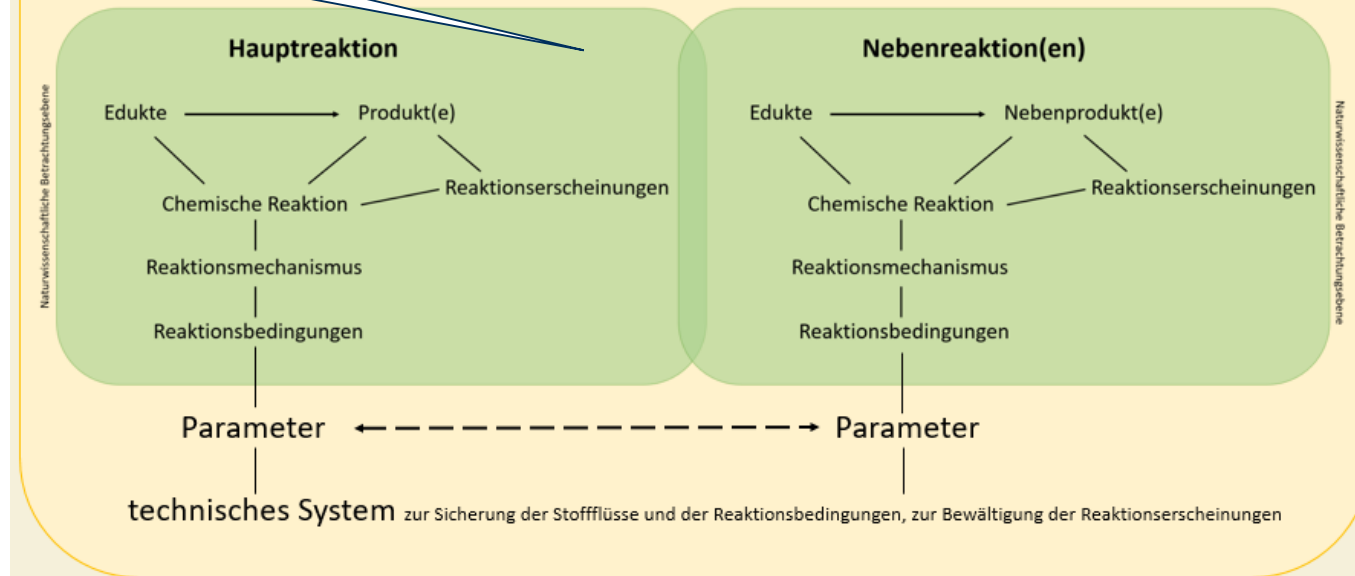 Hauptreaktion
Edukte
Produkt(e)
Reaktionserscheinungen
Chemische Reaktion
Reaktionsmechanismus
Reaktionsbedingungen
Naturwissenschaftliche Betrachtungsebene
Nebenreaktion(en)
Edukte
Nebenprodukt(e)
Reaktionserscheinungen
Chemische Reaktion
Reaktionsmechanismus
Reaktionsbedingungen
Naturwissenschaftliche Betrachtungsebene
Parameter
Parameter
technisches System zur Sicherung der Stoffflüsse und der Reaktionsbedingungen, zur Bewältigung der Reaktionserscheinungen